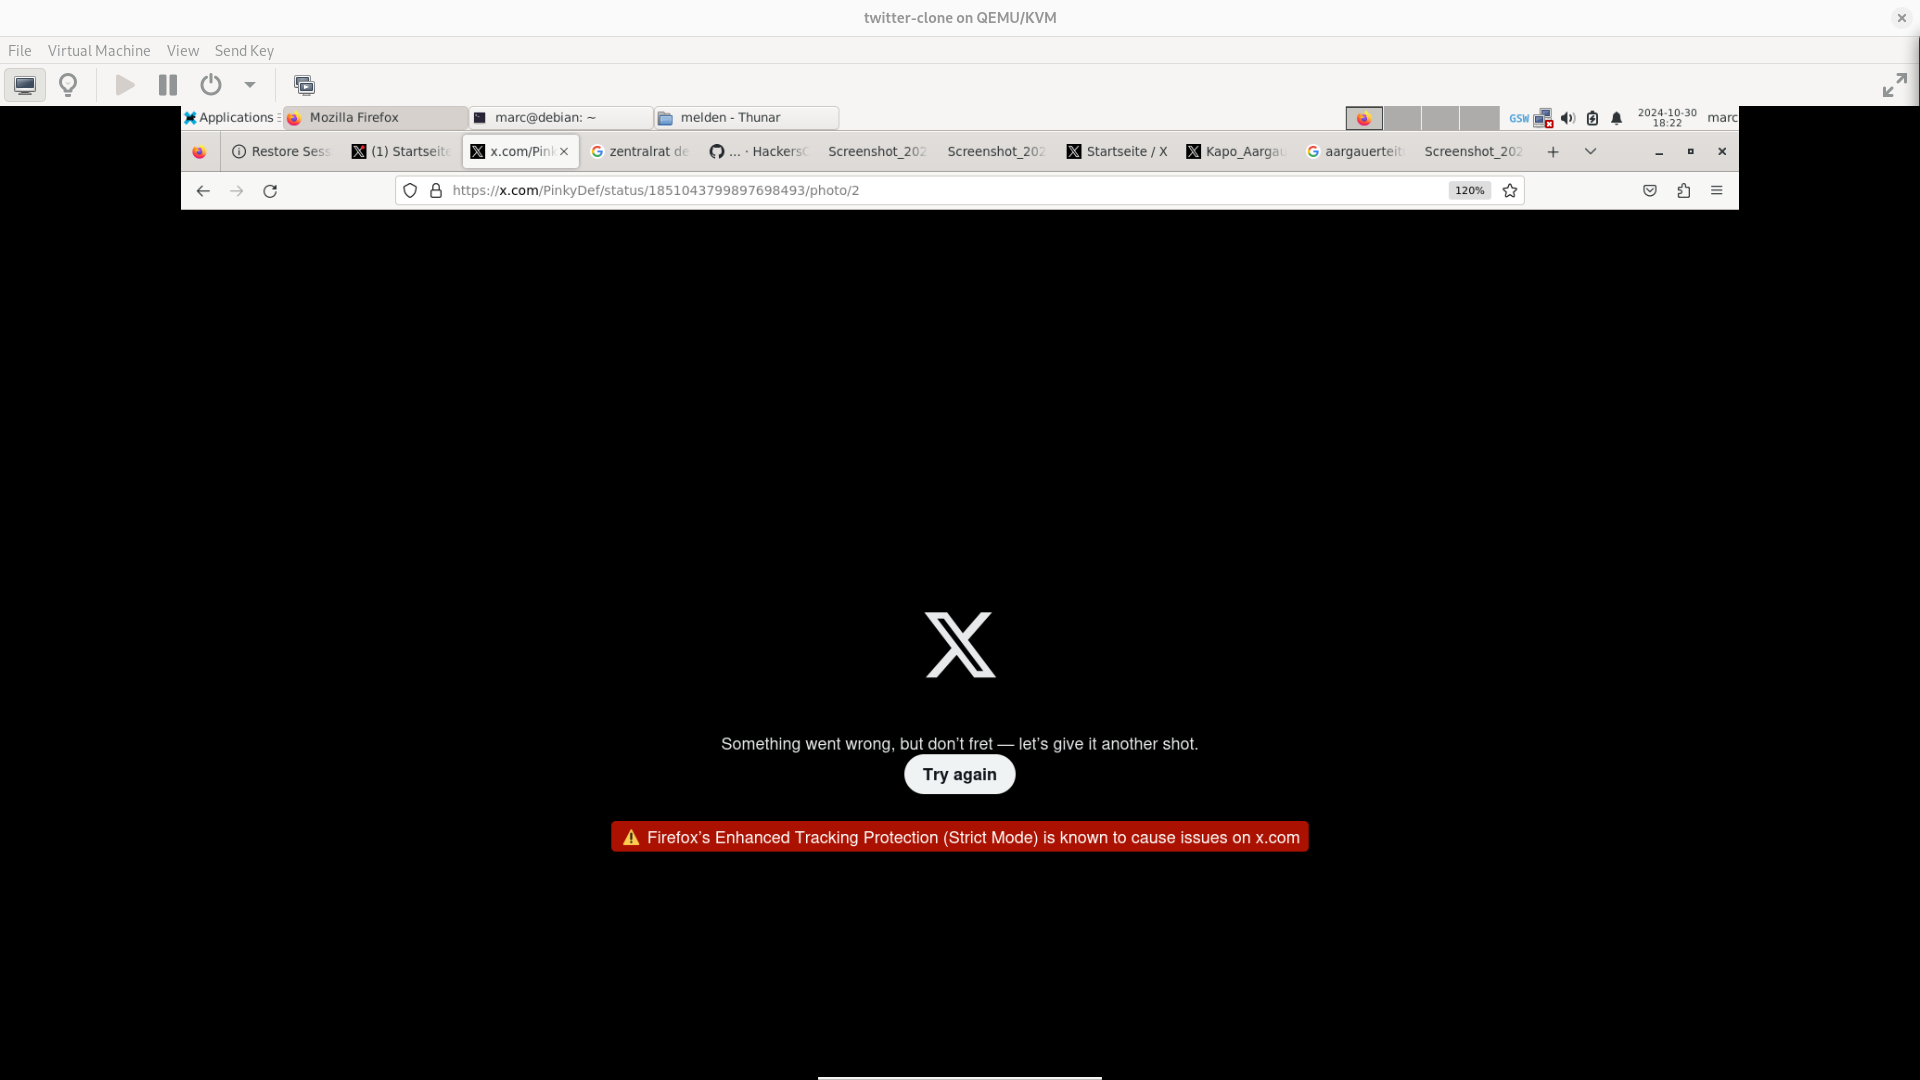 twitter-clone on QEMU/KVM
File Virtual Machine View Send Key
Applications Mozilla Firefox marc@debian: ~ melden - Thunar GSW 2024-10-30 18:22 marc
Restore Sess (1) Startseite x.com/Pink zentralrat de ... · HackersC Screenshot_202 Screenshot_202 Startseite / X Kapo_Aargau aargauerteit Screenshot_202
https://x.com/PinkyDef/status/1851043799897698493/photo/2 120%
Something went wrong, but don’t fret — let’s give it another shot.
Try again
⚠️ Firefox’s Enhanced Tracking Protection (Strict Mode) is known to cause issues on x.com